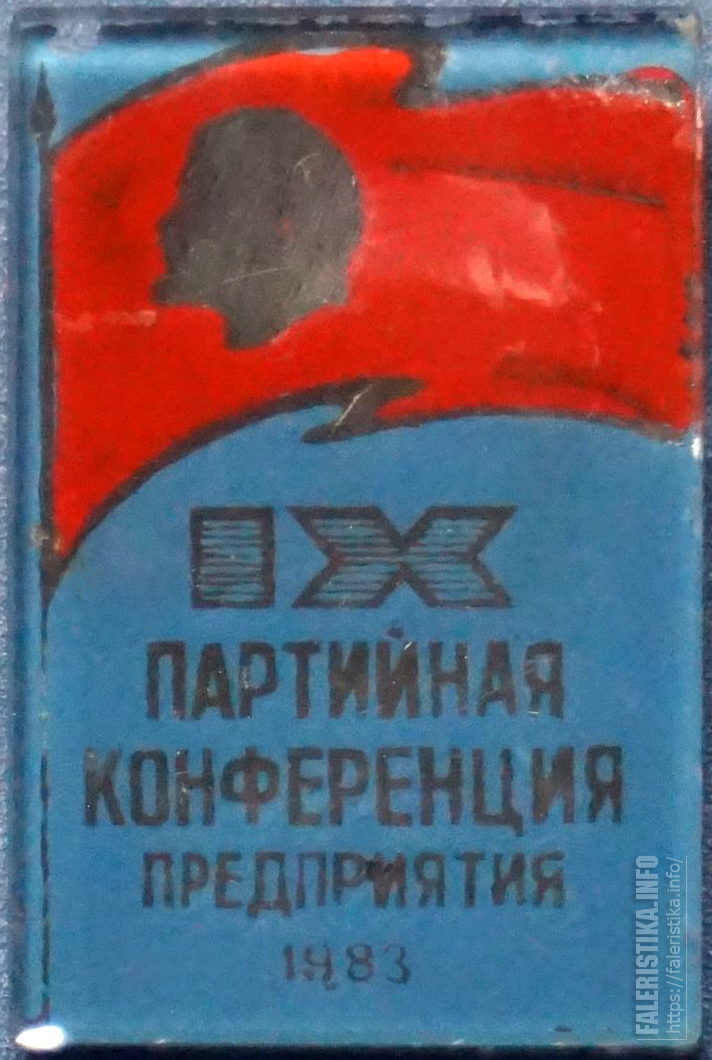 IX
ПАРТИЙНАЯ
КОНФЕРЕНЦИЯ
ПРЕДПРИЯТИЯ
1983
FALERISTIKA.INFO
https://faleristika.info/